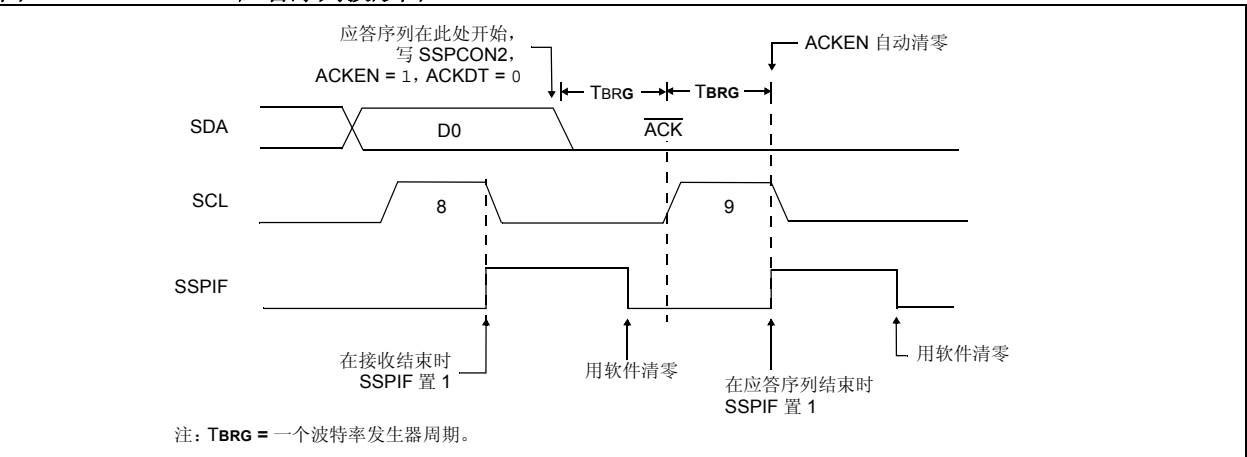 应答序列在此处开始，
写 SSPCON2，
ACKEN = 1，ACKDT = 0
ACKEN 自动清零
TBRG
TBRG
SDA
D0
ACK
SCL
8
9
SSPIF
在接收结束时
SSPIF 置 1
用软件清零
在应答序列结束时
SSPIF 置 1
用软件清零
注：TBRG = 一个波特率发生器周期。